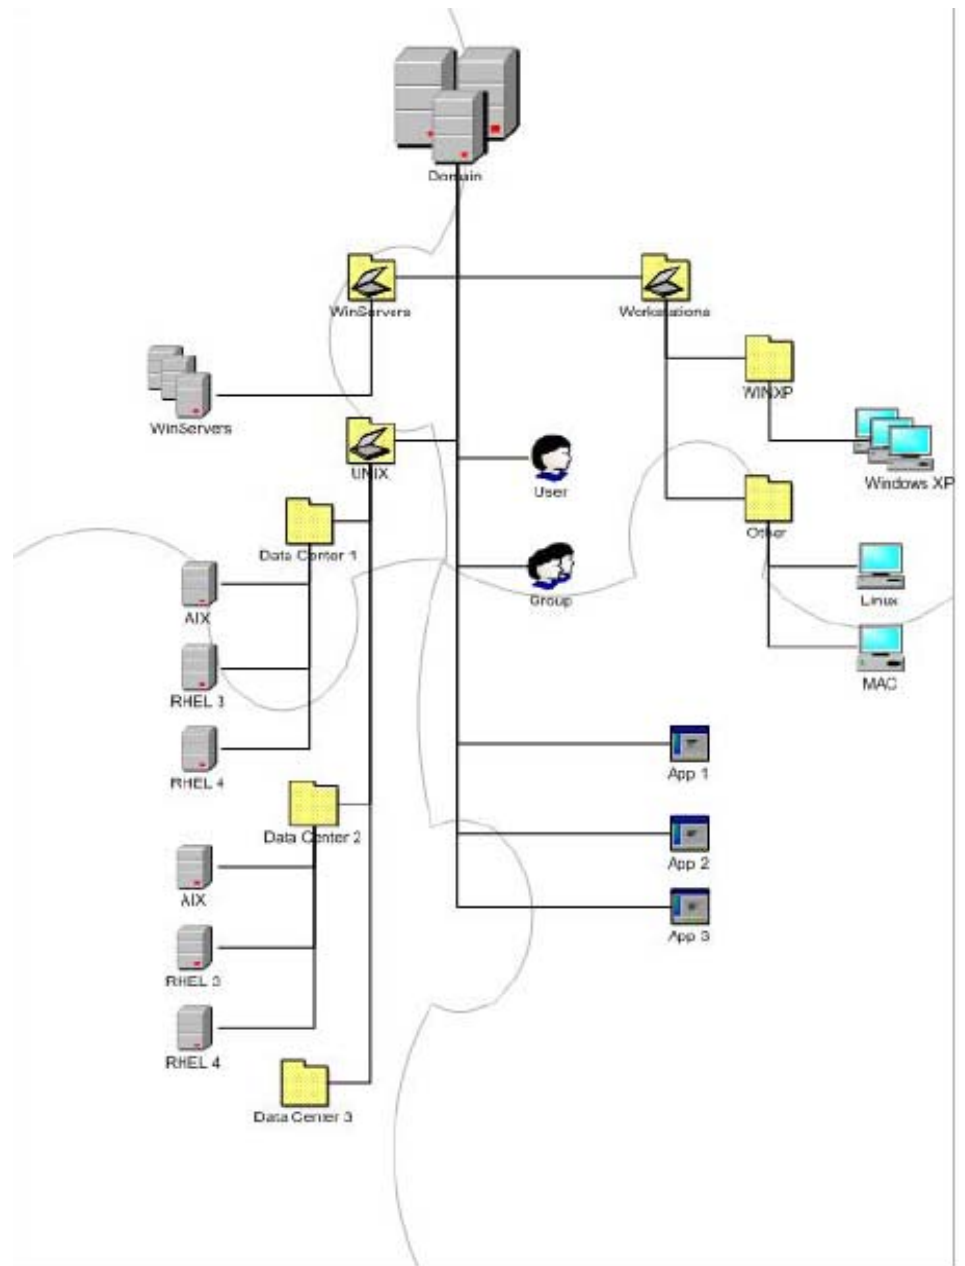 Domain
WinServers
Workstations
WINXP
WinServers
UNIX
User
Windows XP
Data Center 1
Other
AIX
Group
Linux
RHEL 3
MAC
RHEL 4
App 1
Data Center 2
App 2
AIX
App 3
RHEL 3
RHEL 4
Data Center 3